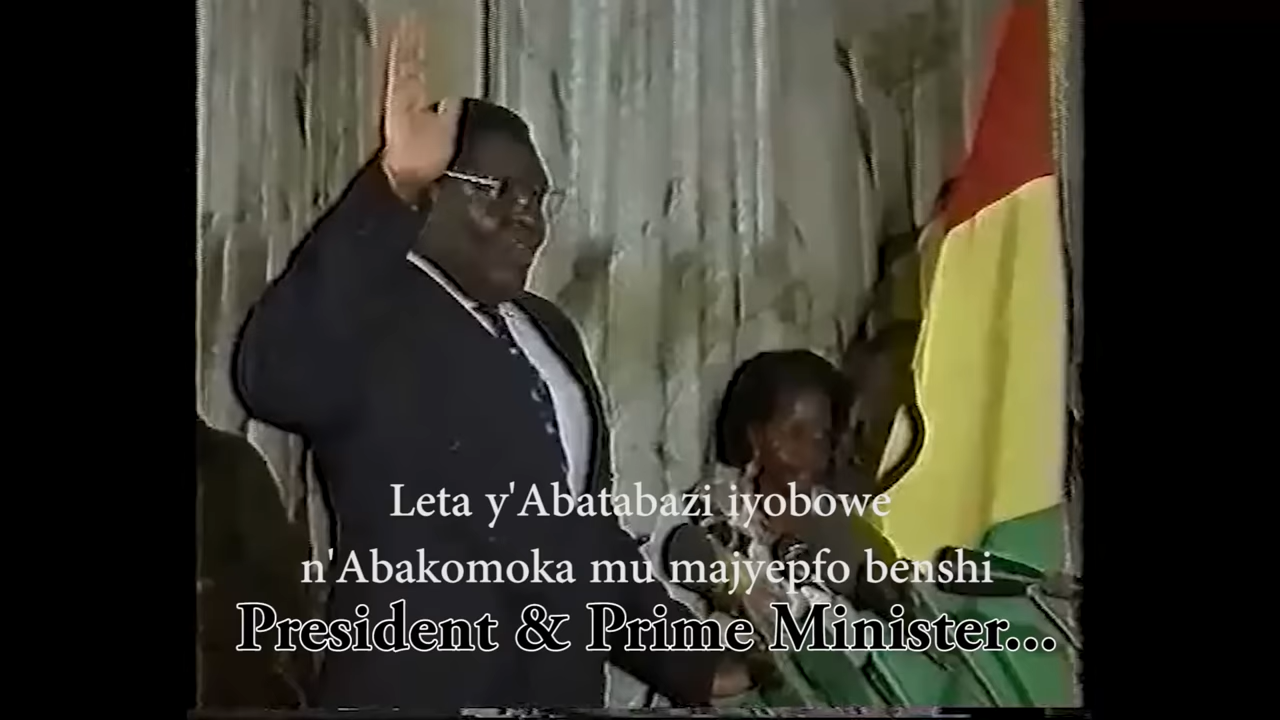 Leta y'Abatabazi iyobowe
n'Abakomoka mu majyepfo benshi
President & Prime Minister...